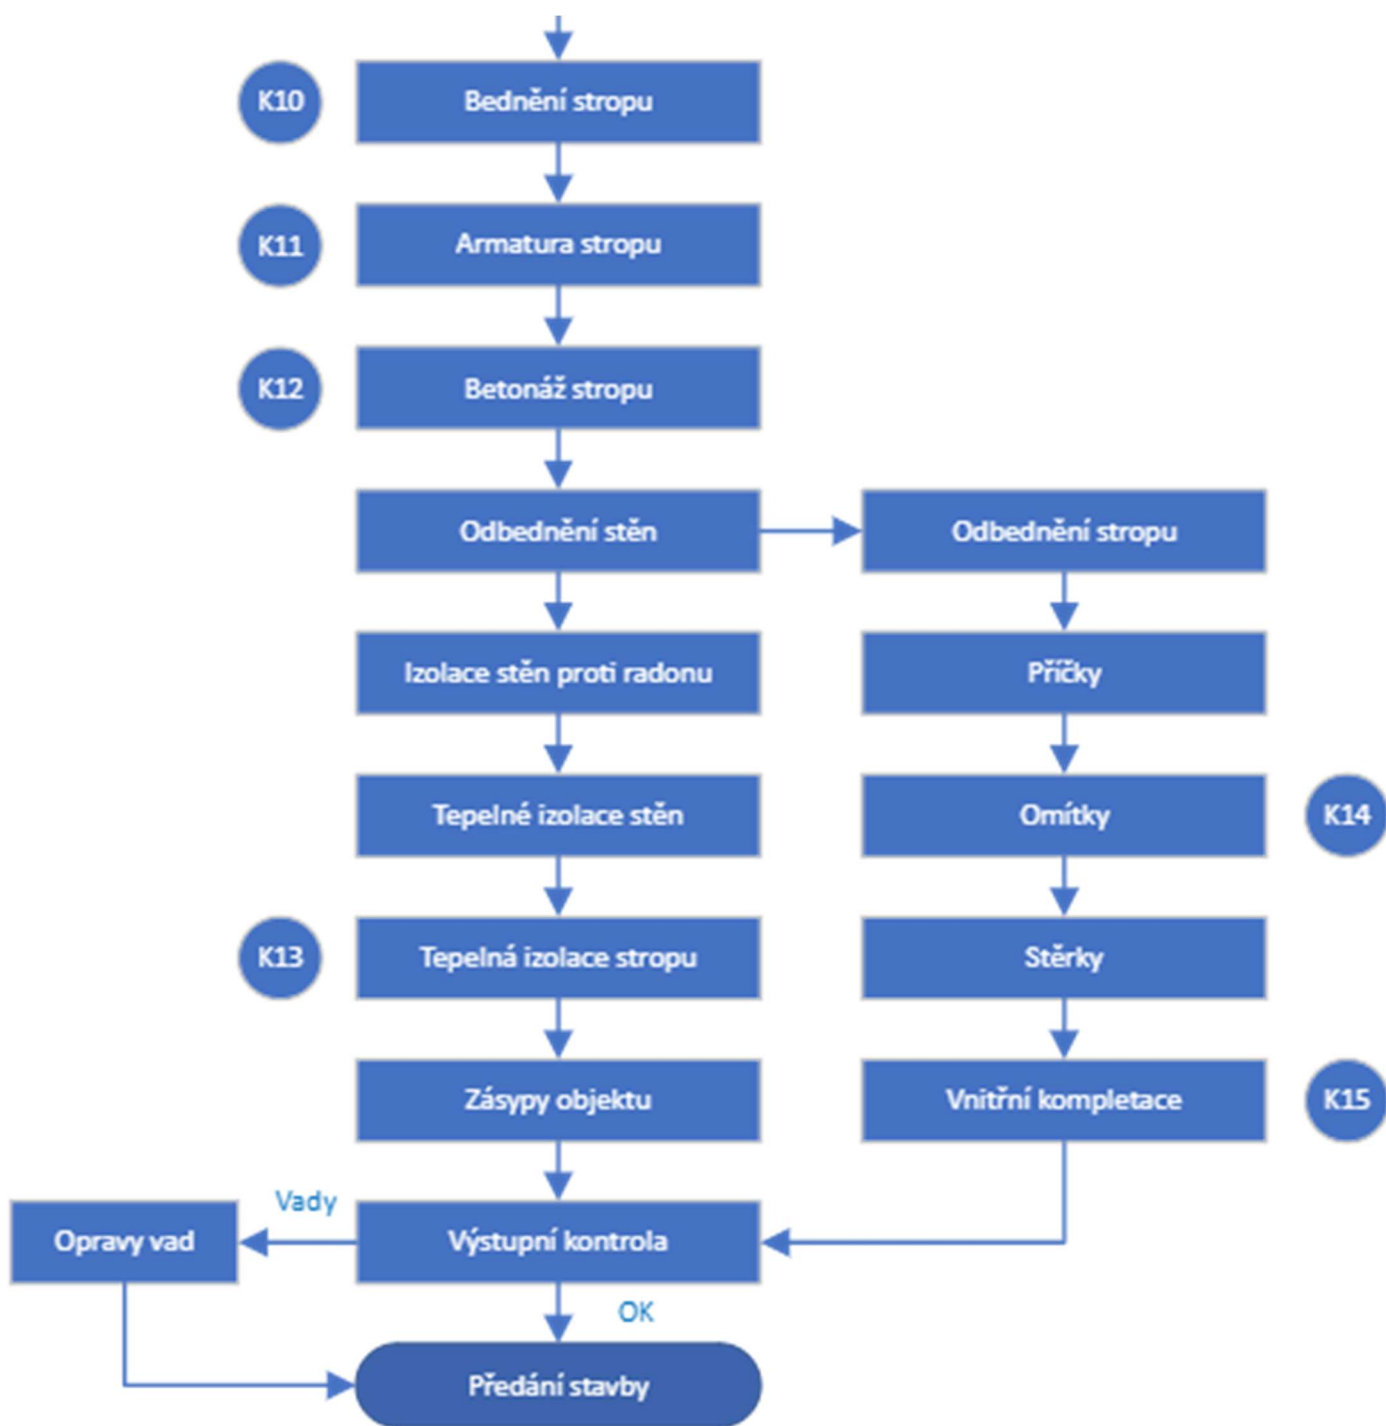 K10
Bednění stropu
K11
Armatura stropu
K12
Betonáž stropu
Odbednění stěn
Odbednění stropu
Izolace stěn proti radonu
Příčky
Tepelné izolace stěn
Omítky
K14
K13
Tepelná izolace stropu
Stěrky
Zásypy objektu
Vnitřní kompletace
K15
Vady
Opravy vad
Výstupní kontrola
OK
Předání stavby